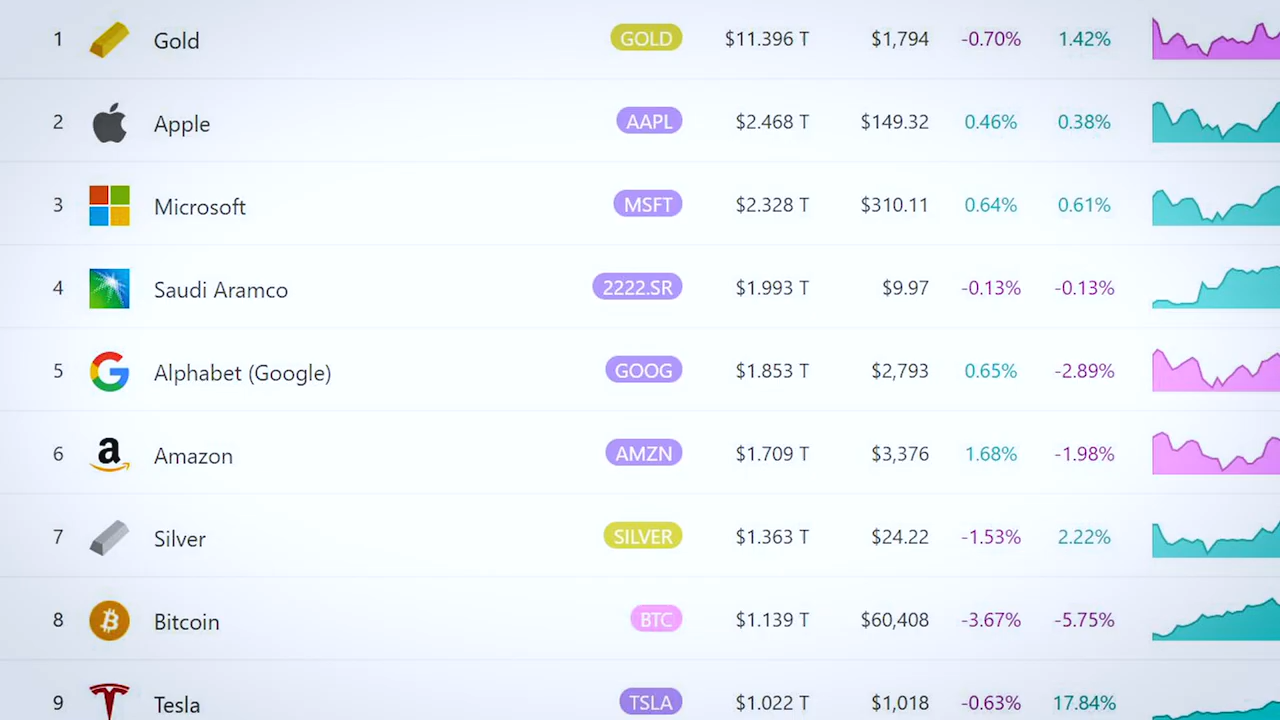 1 Gold GOLD $11.396 T $1,794 -0.70% 1.42%
2 Apple AAPL $2.468 T $149.32 0.46% 0.38%
3 Microsoft MSFT $2.328 T $310.11 0.64% 0.61%
4 Saudi Aramco 2222.SR $1.993 T $9.97 -0.13% -0.13%
5 Alphabet (Google) GOOG $1.853 T $2,793 0.65% -2.89%
6 Amazon AMZN $1.709 T $3,376 1.68% -1.98%
7 Silver SILVER $1.363 T $24.22 -1.53% 2.22%
8 Bitcoin BTC $1.139 T $60,408 -3.67% -5.75%
9 Tesla TSLA $1.022 T $1,018 -0.63% 17.84%